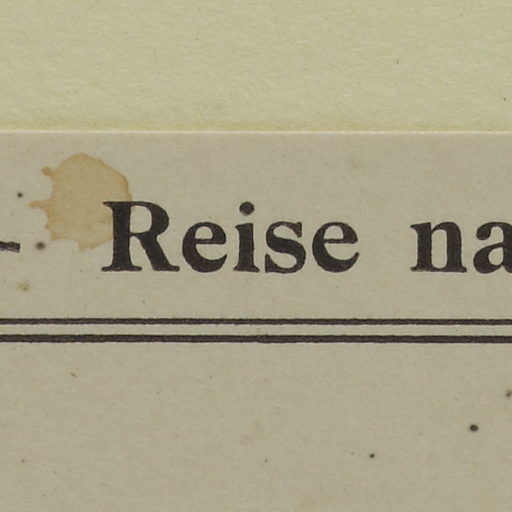 - Reise na